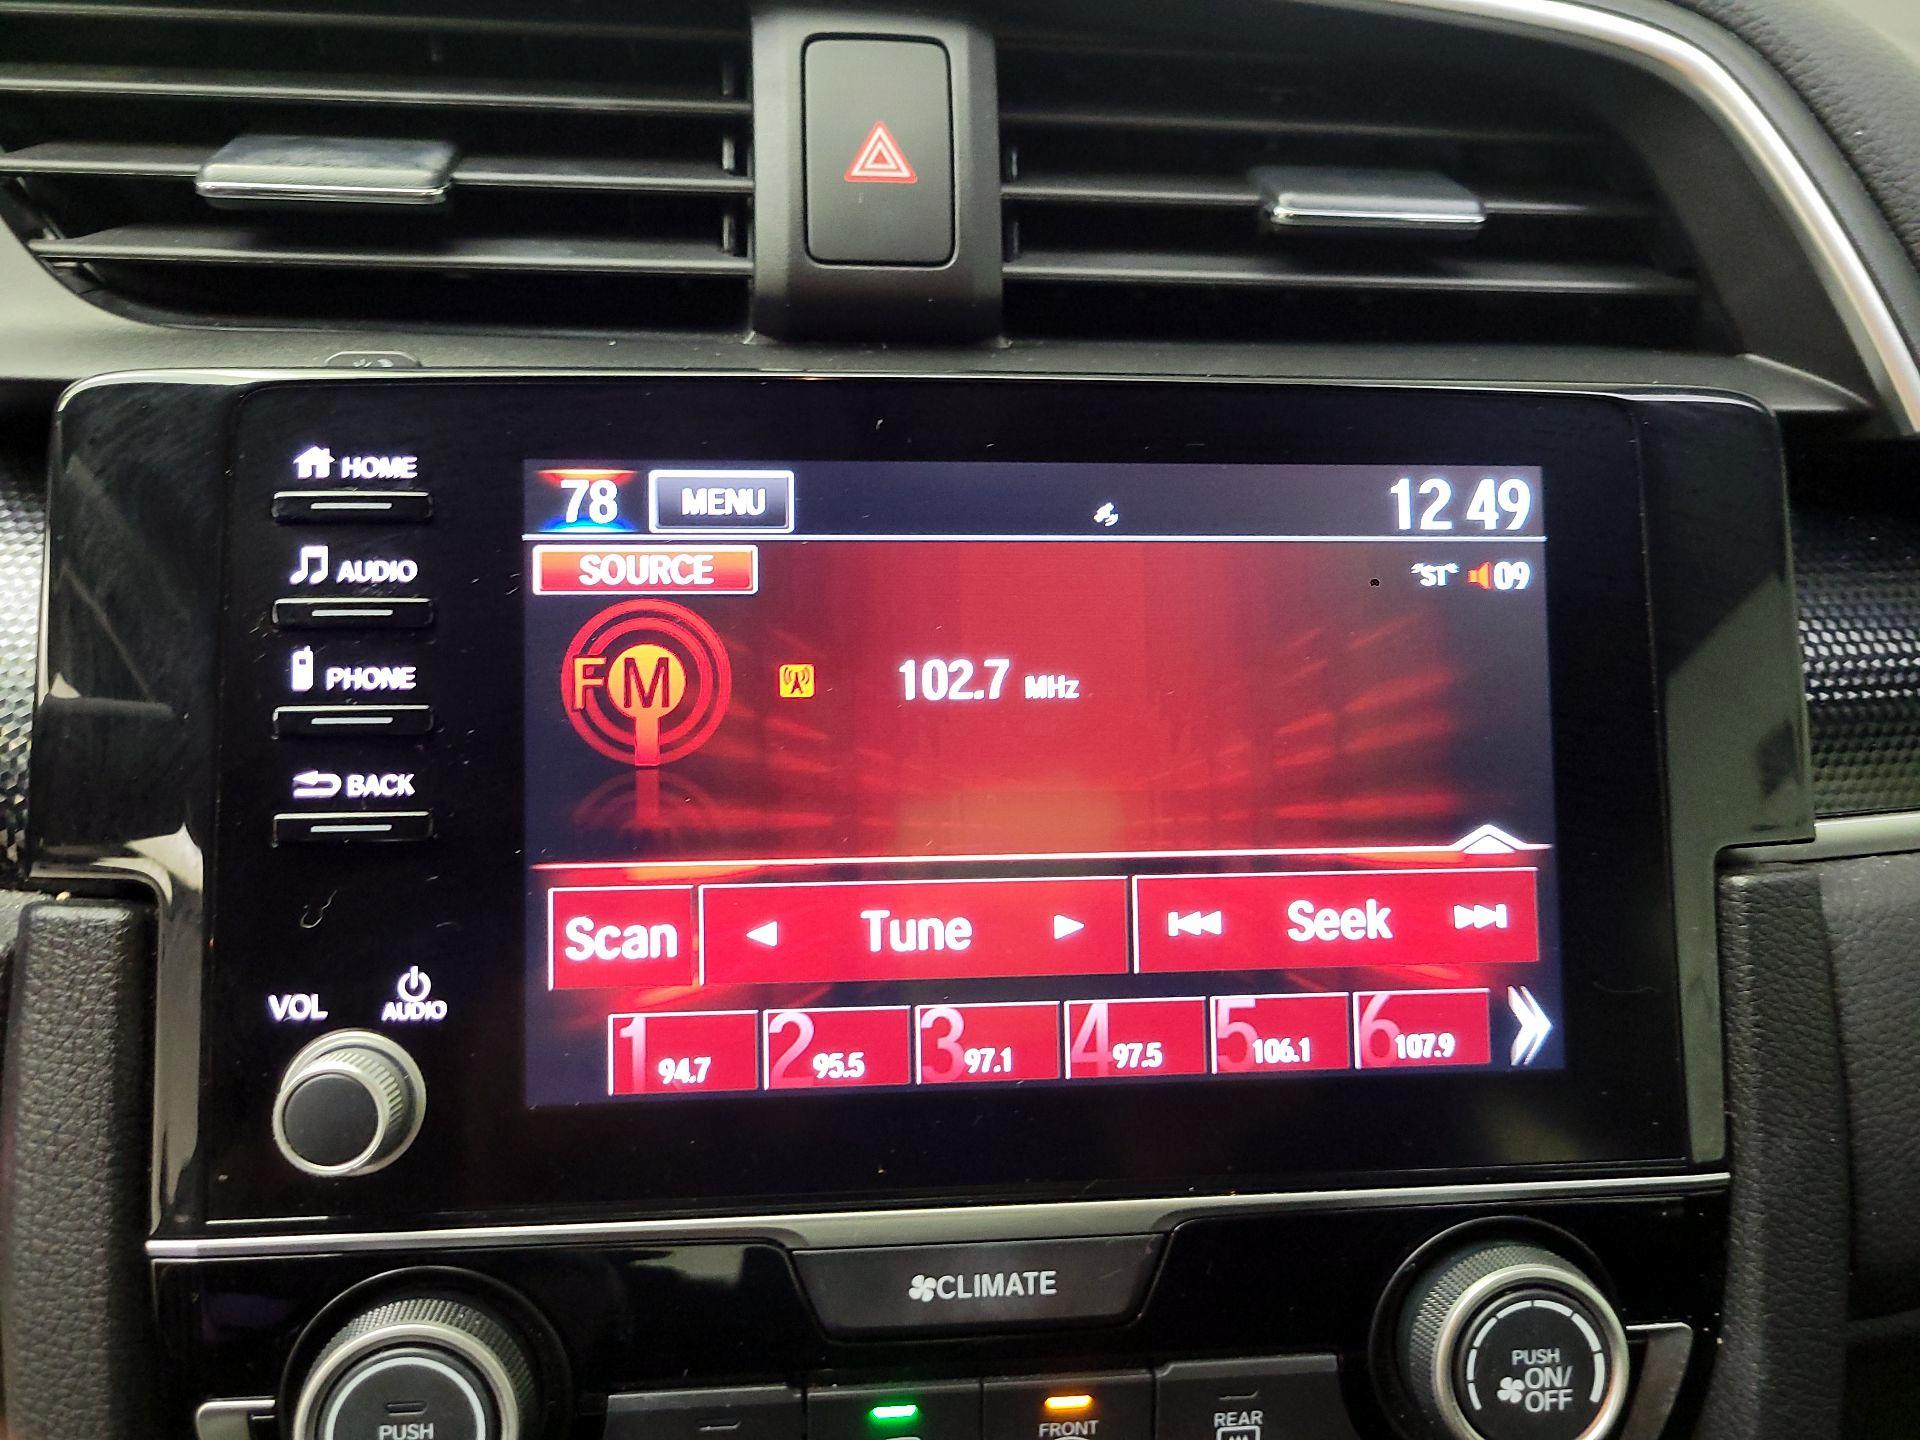 HOME
AUDIO
PHONE
BACK
VOL
AUDIO
78 MENU 12 49
SOURCE "ST" 09
FM 102.7 MHz
Scan Tune Seek
1 94.7 2 95.5 3 97.1 4 97.5 5 106.1 6 107.9
CLIMATE
PUSH
FRONT
REAR
PUSH
ON/
OFF